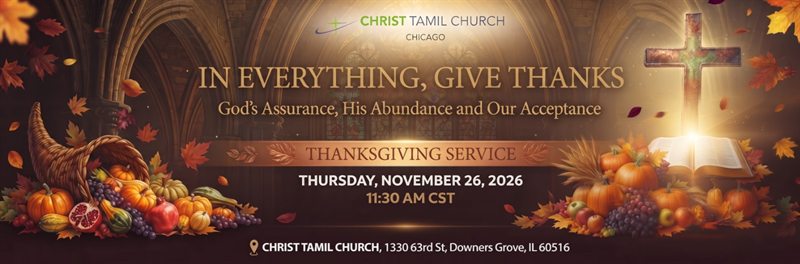 CHRIST TAMIL CHURCH
CHICAGO
IN EVERYTHING, GIVE THANKS
God's Assurance, His Abundance and Our Acceptance
THANKSGIVING SERVICE
THURSDAY, NOVEMBER 26, 2026
11:30 AM CST
CHRIST TAMIL CHURCH, 1330 63rd St, Downers Grove, IL 60516